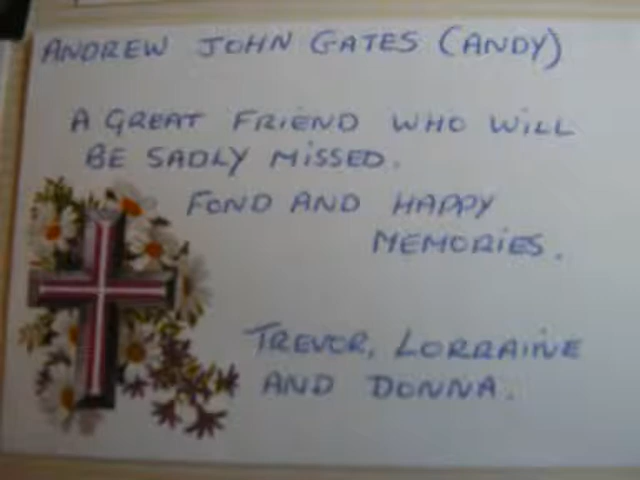 ANDREW JOHN GATES (ANDY)
A GREAT FRIEND WHO WILL
BE SADLY MISSED.
FOND AND HAPPY
MEMORIES.
TREVOR, LORRAINE
AND DONNA.